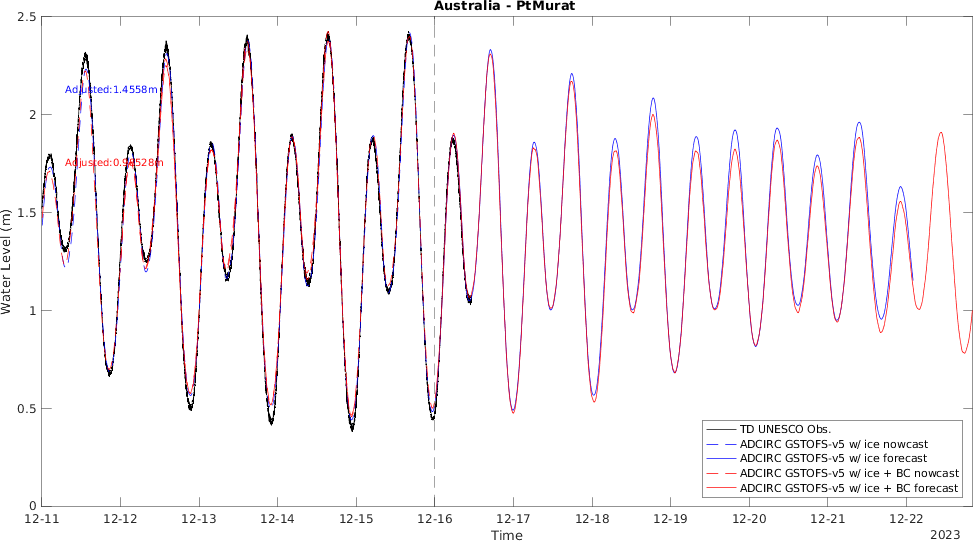 Australia - PtMurat
2.5
2
1.5
1
0.5
0
Water Level (m)
Adjusted:1.4558m
TD UNESCO Obs.
ADCIRC GSTOFS-v5 w/ ice nowcast
ADCIRC GSTOFS-v5 w/ ice forecast
ADCIRC GSTOFS-v5 w/ ice + BC nowcast
ADCIRC GSTOFS-v5 w/ ice + BC forecast
12-11 12-12 12-13 12-14 12-15 12-16 12-17 12-18 12-19 12-20 12-21 12-22
Time
2023